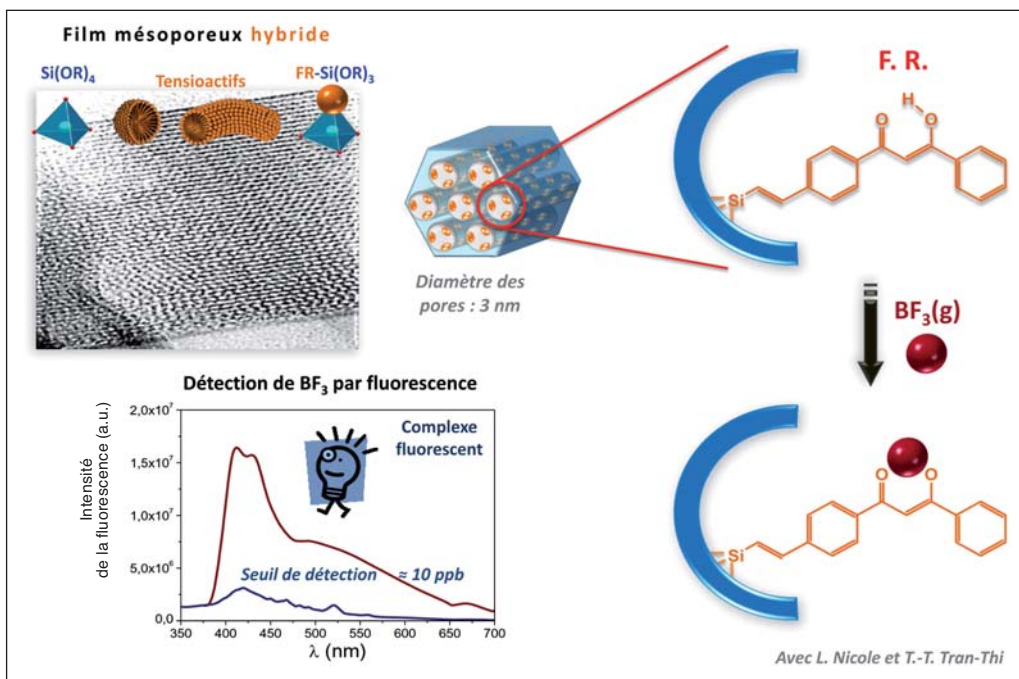 Film mésoporeux hybride
Si(OR)4
Tensioactifs
FR-Si(OR)3
Diamètre des
pores : 3 nm
F. R.
H
O
O
Si
BF3(g)
O
O
Si
Détection de BF3 par fluorescence
Intensité
de la fluorescence (a.u.)
2,0x10^7
1,5x10^7
1,0x10^7
5,0x10^6
0,0
Complexe
fluorescent
Seuil de détection ≈ 10 ppb
350 400 450 500 550 600 650 700
λ (nm)
Avec L. Nicole et T.-T. Tran-Thi